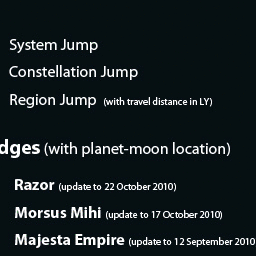 System Jump
Constellation Jump
Region Jump (with travel distance in LY)
dges (with planet-moon location)
Razor (update to 22 October 2010)
Morsus Mihi (update to 17 October 2010)
Majesta Empire (update to 12 September 2010